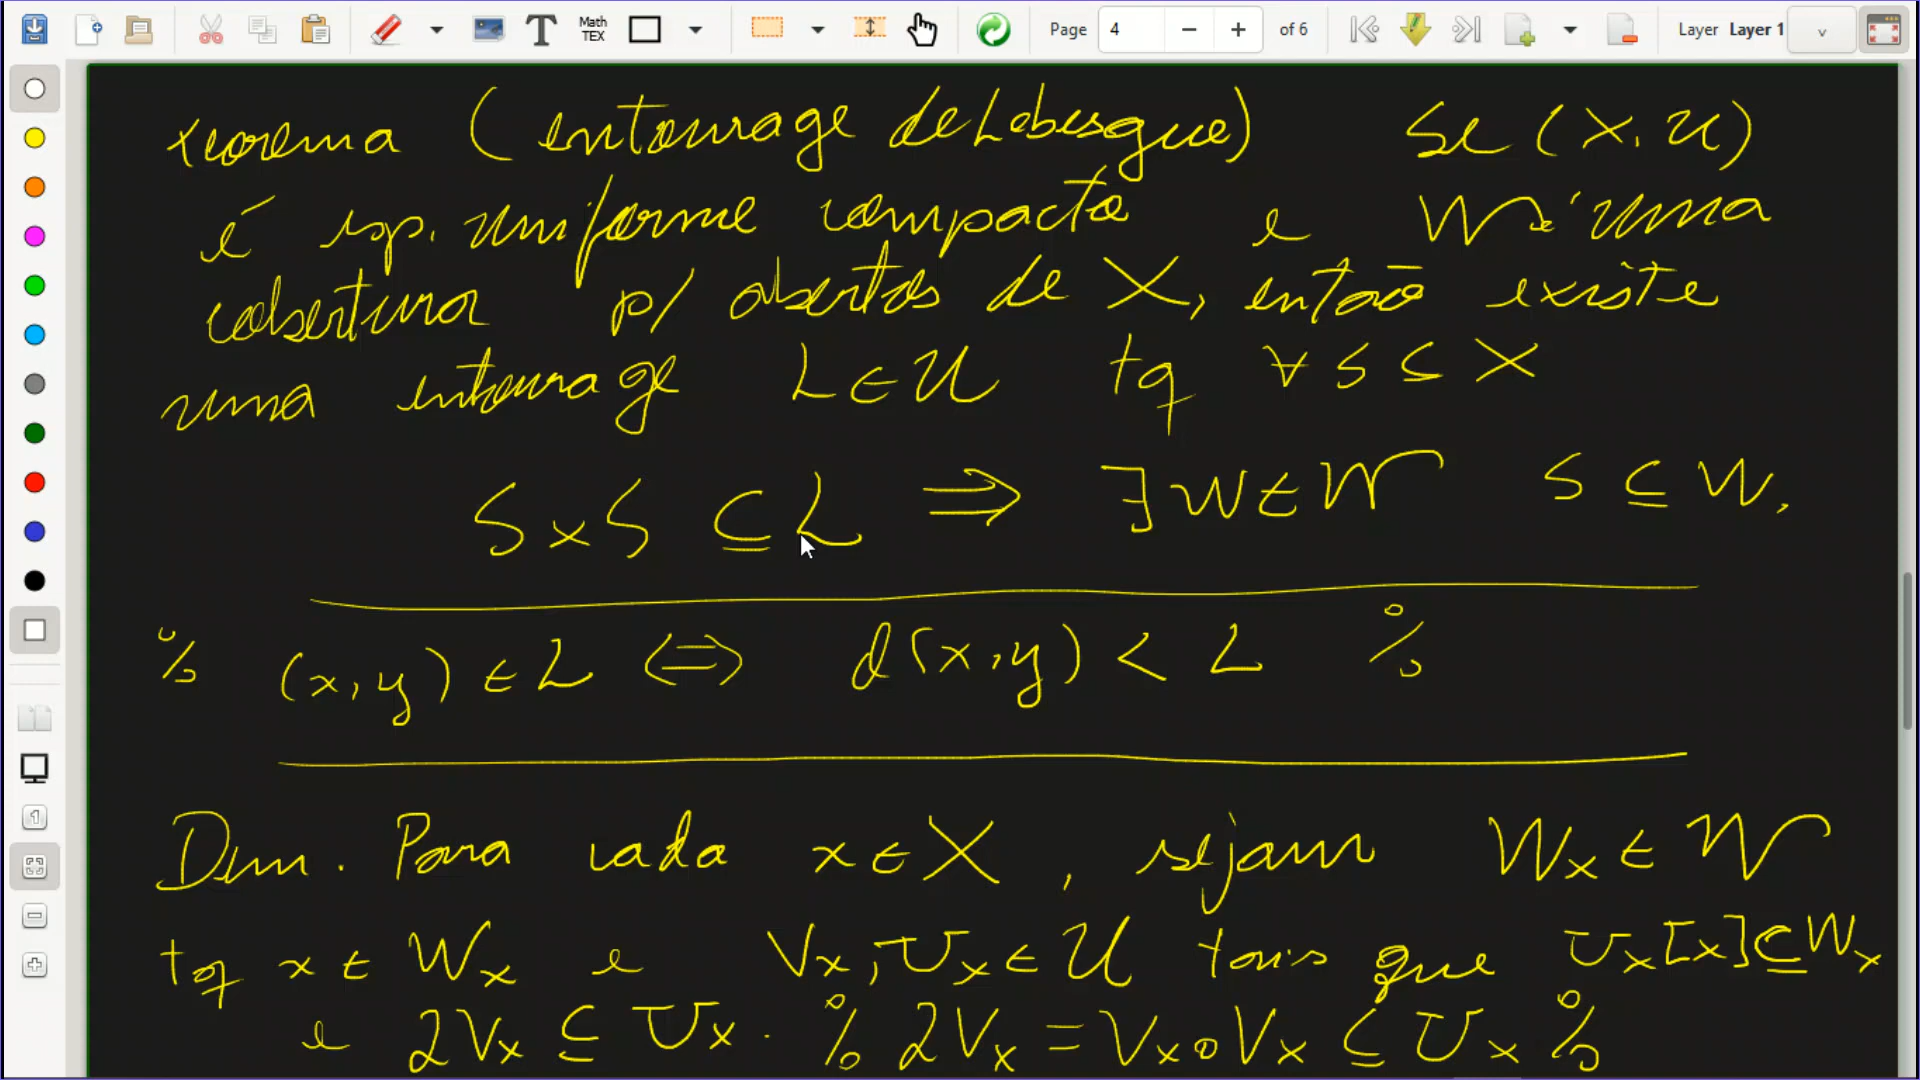 Math TEX Page 4 of 6 Layer Layer 1
Teorema (entourage de Lebesgue) Se (X, U)
é esp. uniforme compacto e W é uma
cobertura p/ abertos de X, então existe
uma entourage L ∈ U tq ∀ S ⊆ X
S × S ⊆ L ⇒ ∃ W ∈ W S ⊆ W.
% (x, y) ∈ L ⇔ d(x, y) < L %
Dem. Para cada x ∈ X, sejam Wx ∈ W
tq x ∈ Wx e Vx, Ux ∈ U tais que Ux[x] ⊆ Wx
e 2Vx ⊆ Ux. % 2Vx = Vx∘Vx ⊆ Ux %